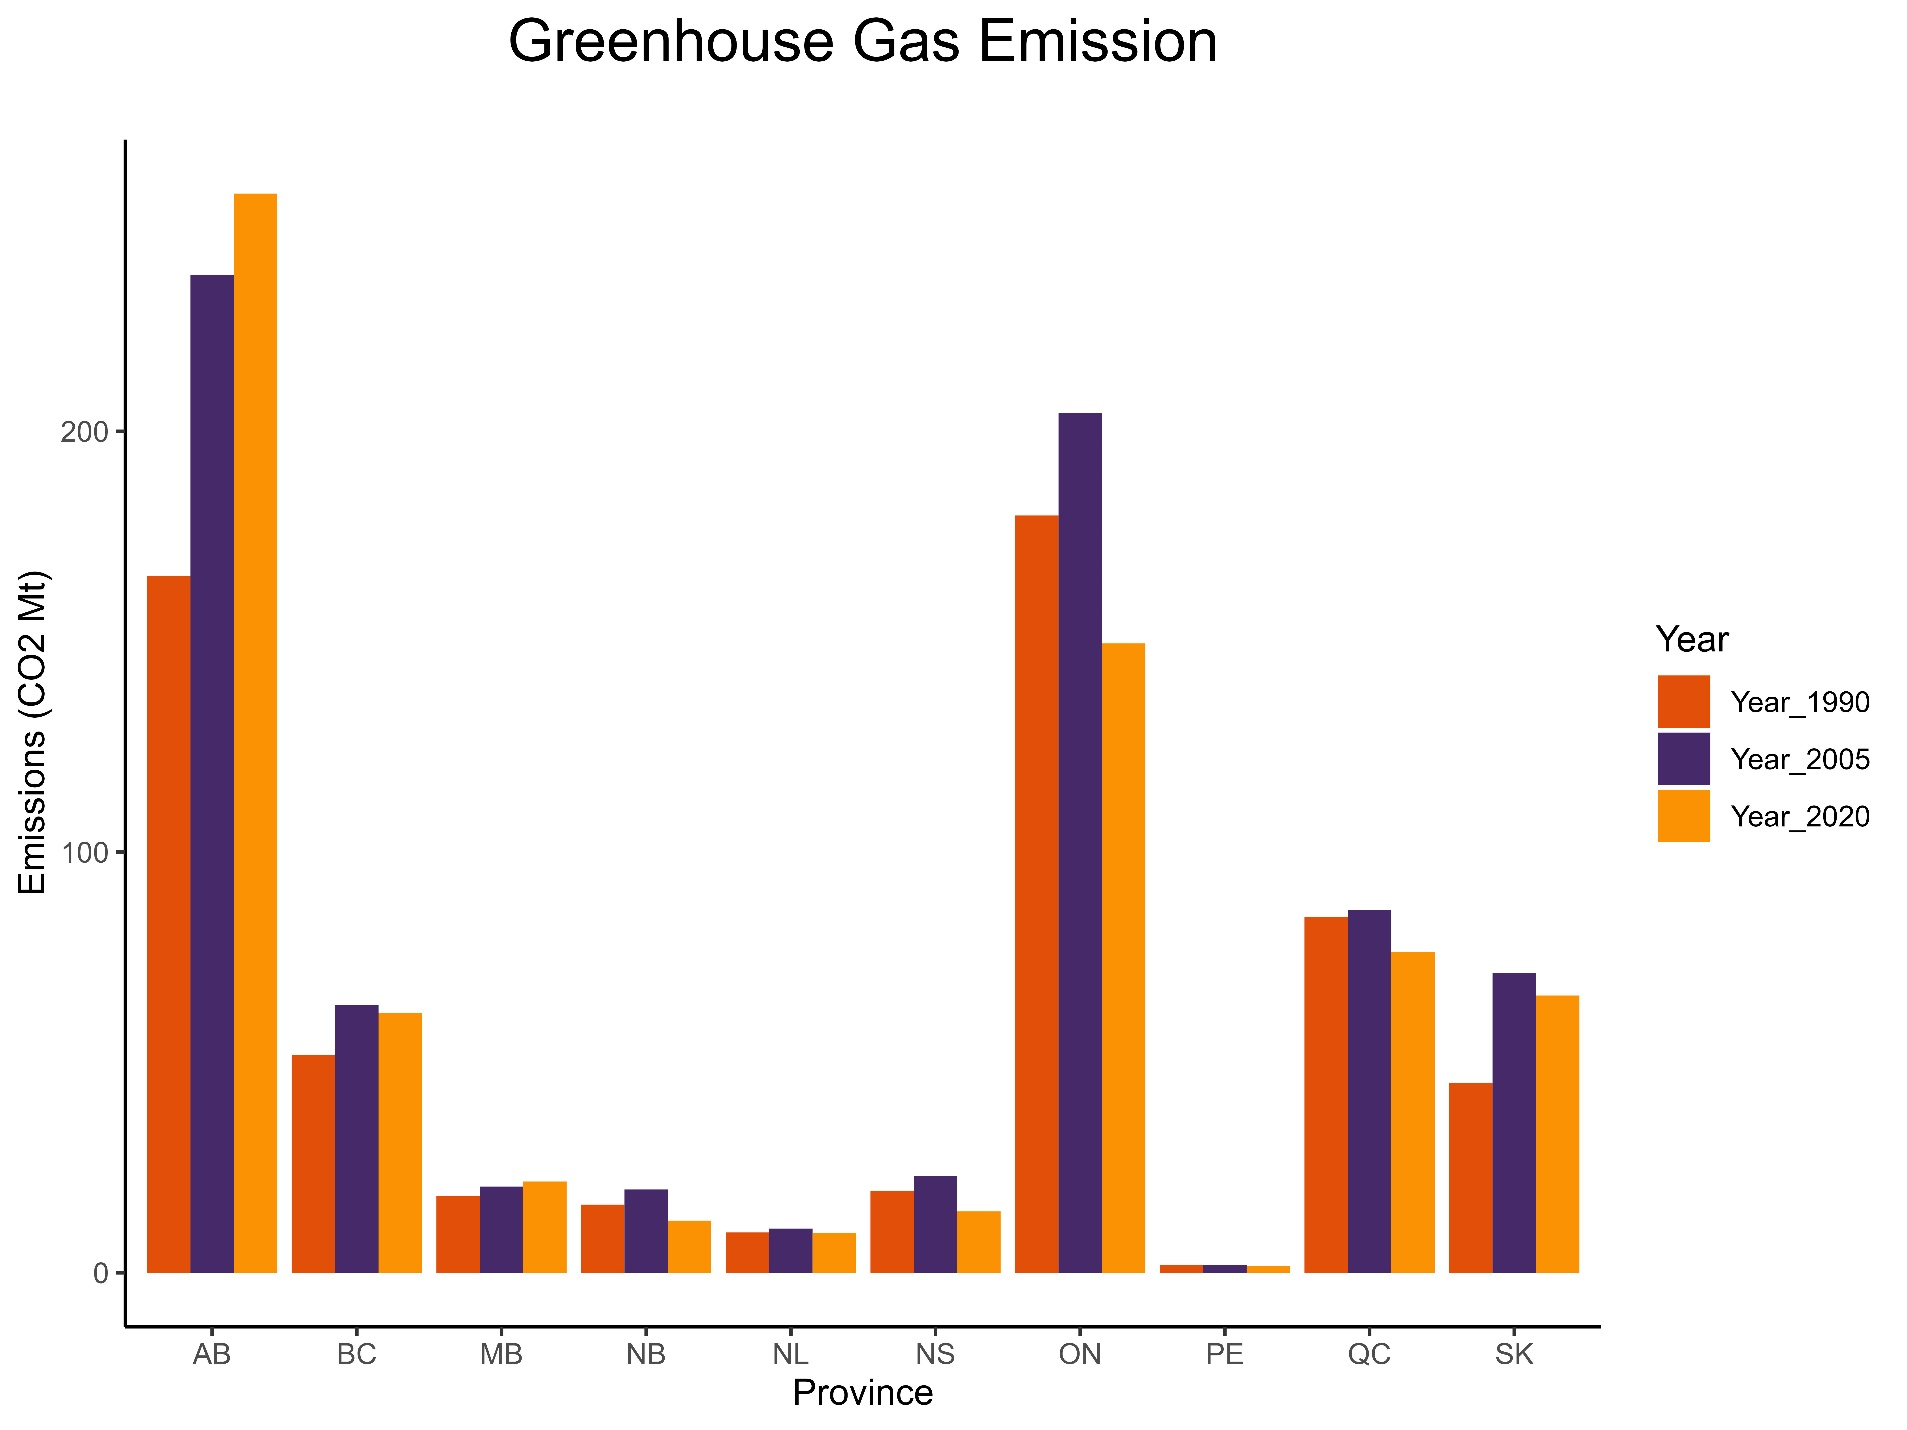 Greenhouse Gas Emission
Emissions (CO2 Mt)
200
100
0
AB BC MB NB NL NS ON PE QC SK
Province
Year
Year_1990
Year_2005
Year_2020